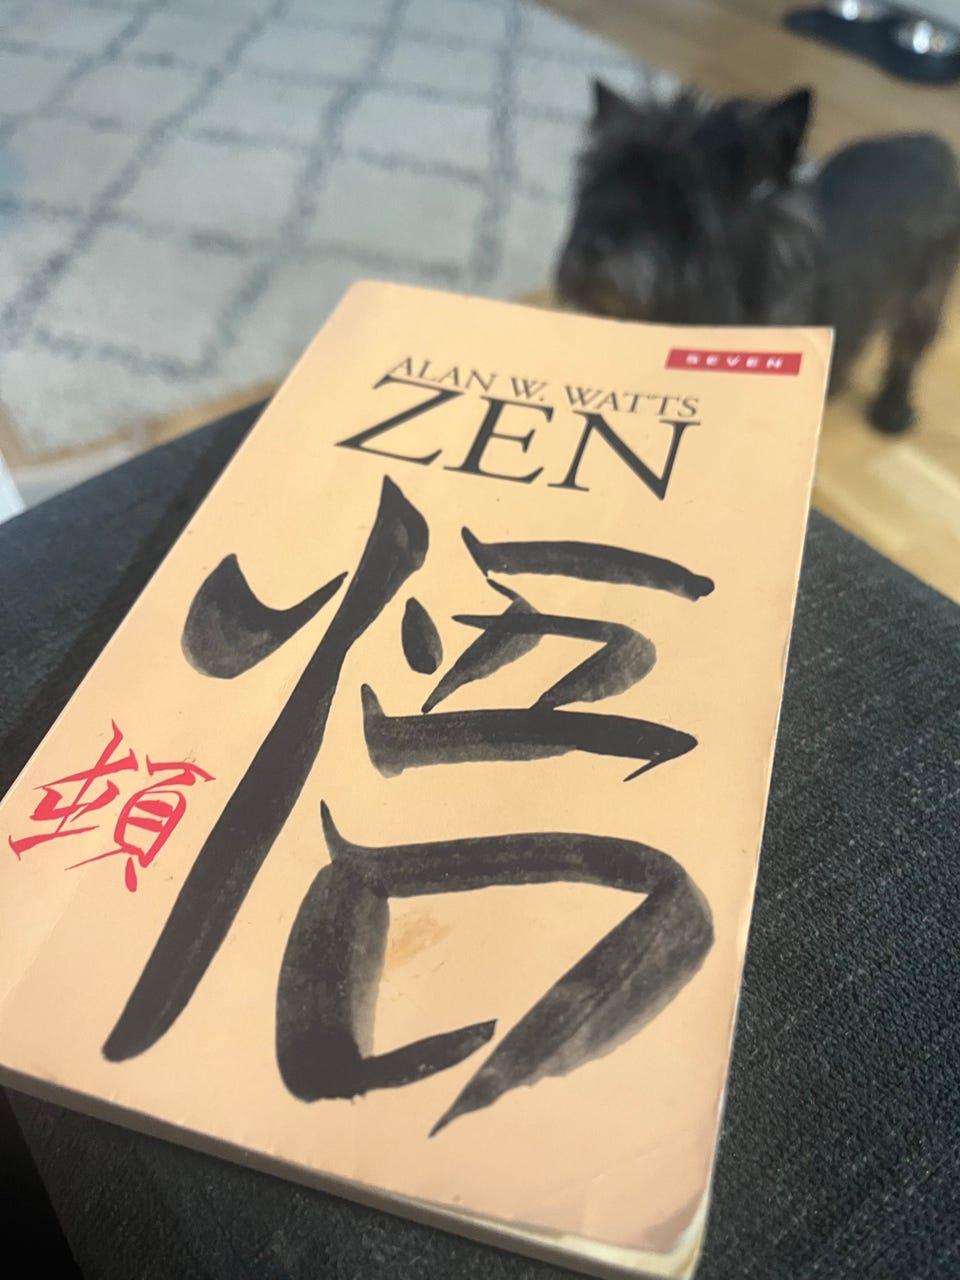 SEVEN
ALAN W. WATTS
ZEN
悟
頓